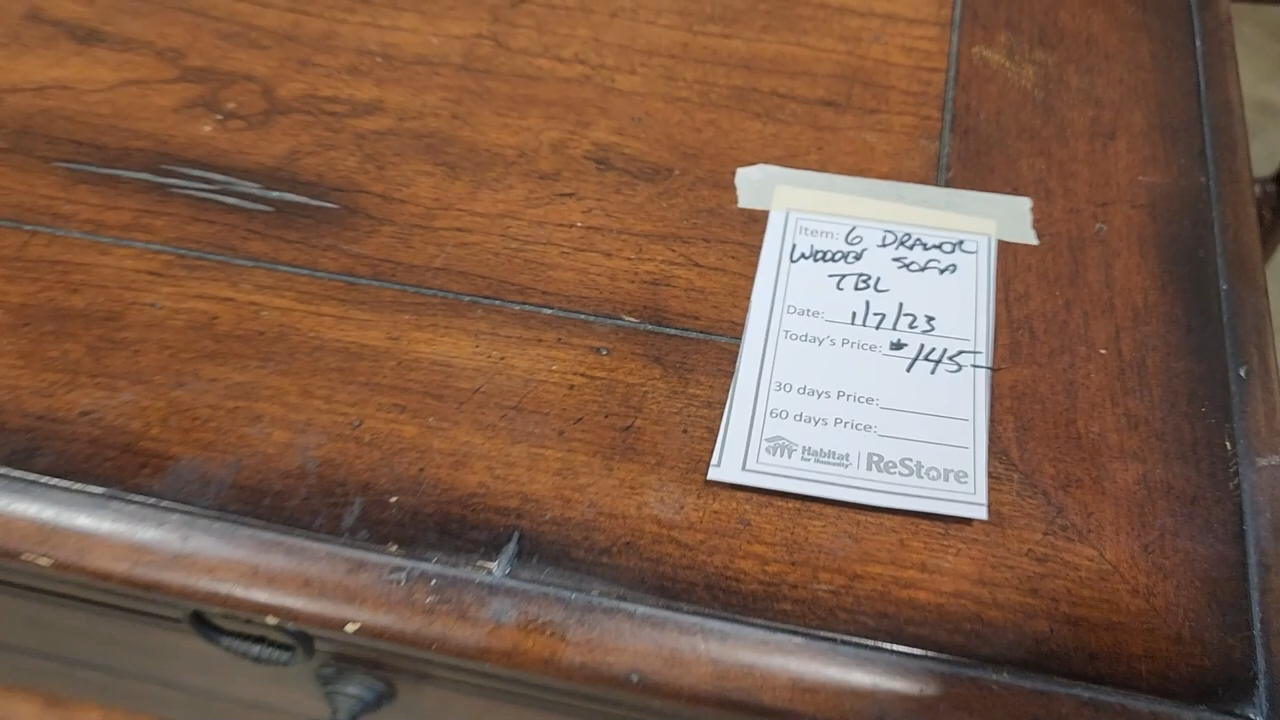 Item: 6 DRAWER
WOODEN SOFA
TBL
Date: 1/7/23
Today's Price: $145-
30 days Price:
60 days Price:
Habitat for Humanity® | ReStore